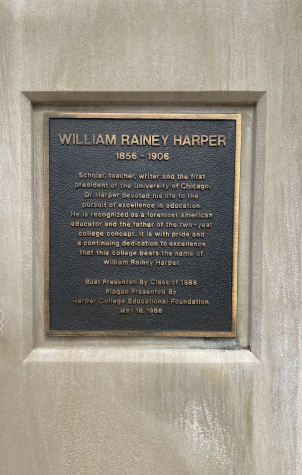 WILLIAM RAINEY HARPER
1856 - 1906
Scholar, teacher, writer and the first
president of the University of Chicago,
Dr. Harper devoted his life to the
pursuit of excellence in education.
He is recognized as a foremost American
educator and the father of the two-year
college concept. It is with pride and
a continuing dedication to excellence
that this college bears the name of
William Rainey Harper.
Bust Presented By Class of 1986
Plaque Presented By
Harper College Educational Foundation
May 18, 1986